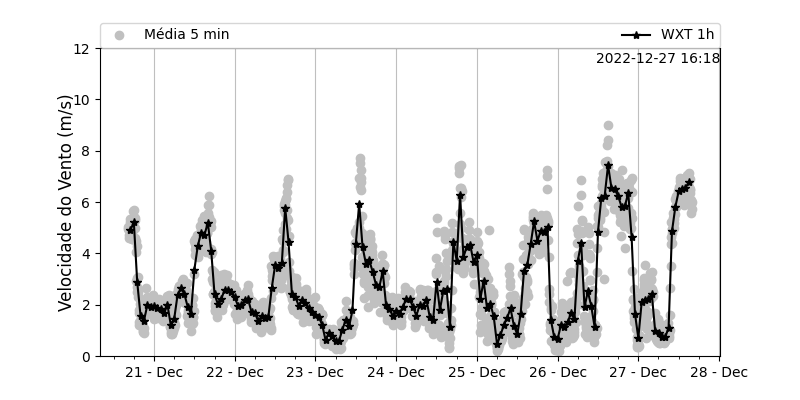 Média 5 min
WXT 1h
2022-12-27 16:18
Velocidade do Vento (m/s)
12
10
8
6
4
2
0
21 - Dec 22 - Dec 23 - Dec 24 - Dec 25 - Dec 26 - Dec 27 - Dec 28 - Dec